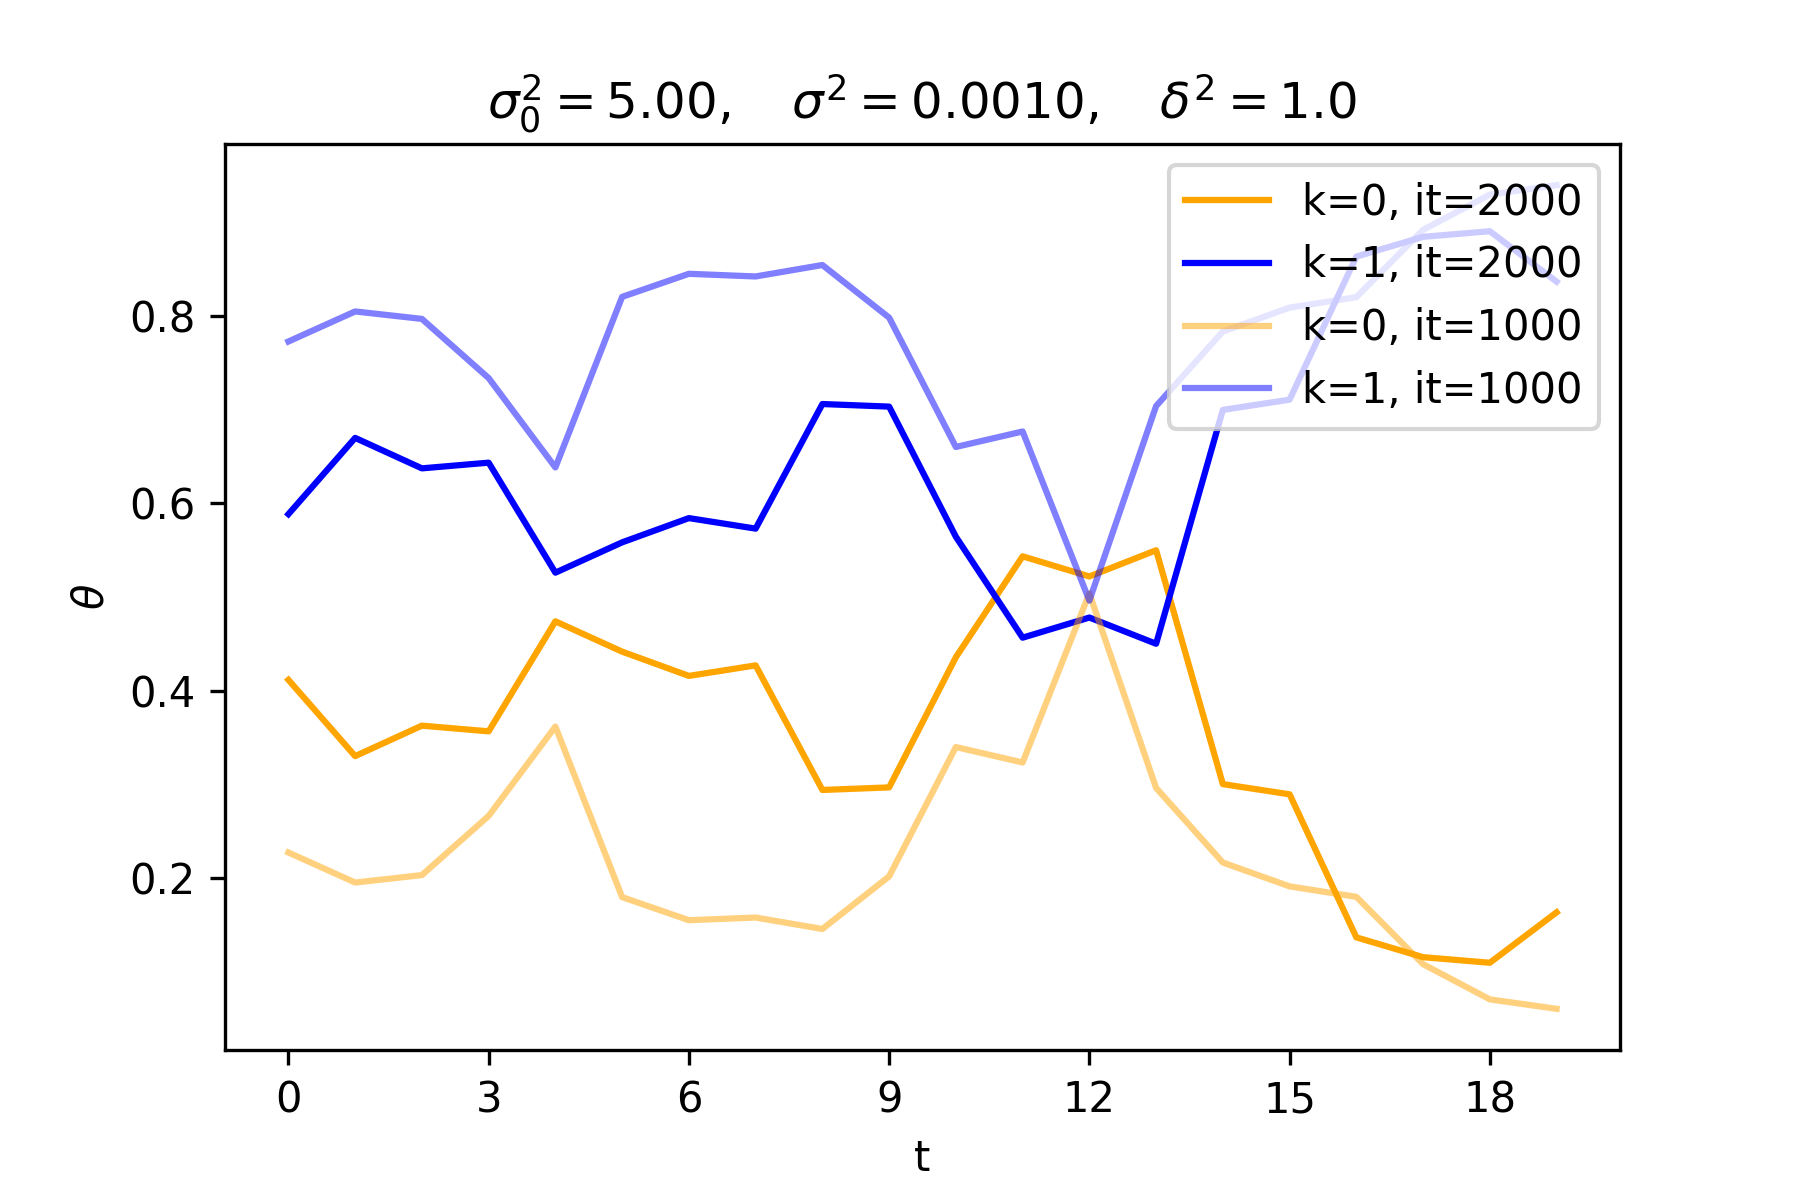 σ₀² = 5.00,    σ² = 0.0010,    δ² = 1.0
k=0, it=2000
k=1, it=2000
k=0, it=1000
k=1, it=1000
0.8
0.6
0.4
0.2
θ
0 3 6 9 12 15 18
t